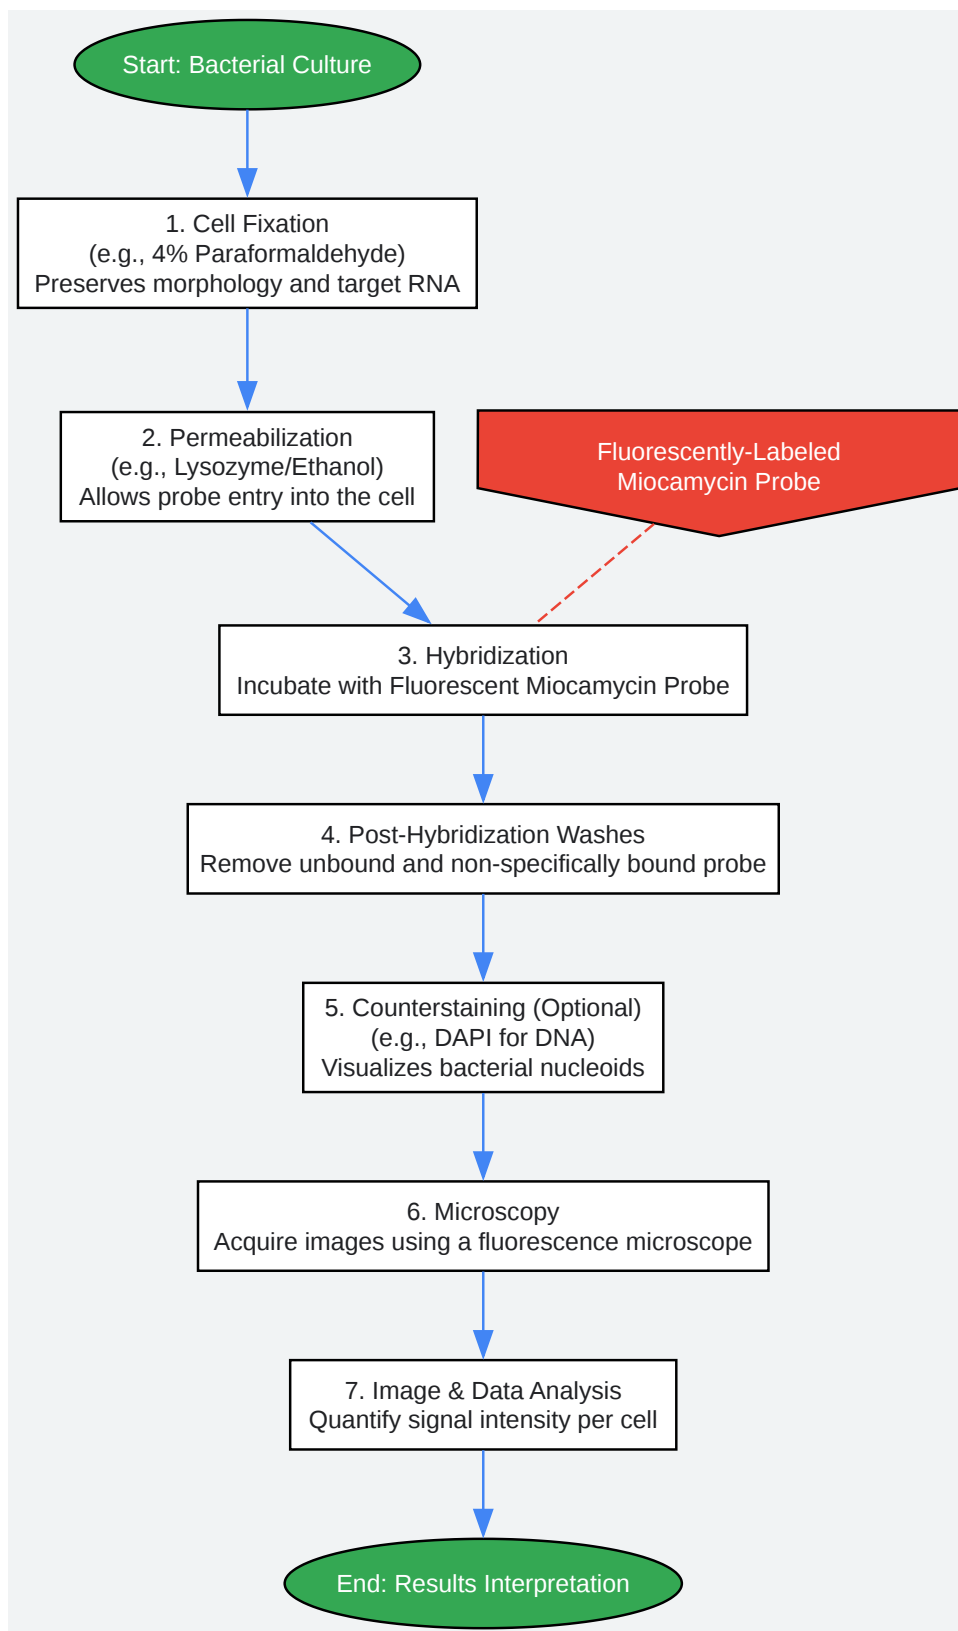 Start: Bacterial Culture
1. Cell Fixation
(e.g., 4% Paraformaldehyde)
Preserves morphology and target RNA
2. Permeabilization
(e.g., Lysozyme/Ethanol)
Allows probe entry into the cell
Fluorescently-Labeled
Miocamycin Probe
3. Hybridization
Incubate with Fluorescent Miocamycin Probe
4. Post-Hybridization Washes
Remove unbound and non-specifically bound probe
5. Counterstaining (Optional)
(e.g., DAPI for DNA)
Visualizes bacterial nucleoids
6. Microscopy
Acquire images using a fluorescence microscope
7. Image & Data Analysis
Quantify signal intensity per cell
End: Results Interpretation